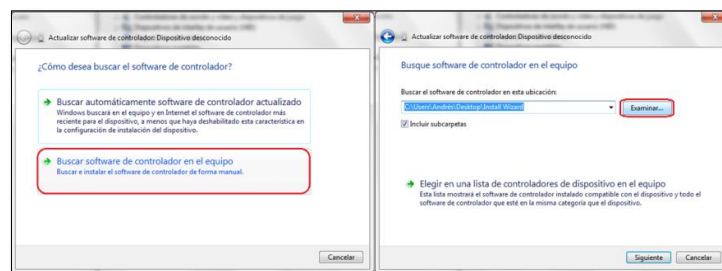 Actualizar software de controlador: Dispositivo desconocido
¿Cómo desea buscar el software de controlador?
Buscar automáticamente software de controlador actualizado
Windows buscará en el equipo y en Internet el software de controlador más
reciente para el dispositivo, a menos que haya deshabilitado esta característica en
la configuración de instalación del dispositivo.
Buscar software de controlador en el equipo
Buscar e instalar el software de controlador de forma manual.
Cancelar
Actualizar software de controlador: Dispositivo desconocido
Busque software de controlador en el equipo
Buscar el software de controlador en esta ubicación:
C:\Users\Andrés\Desktop\Install Wizard
Examinar...
Incluir subcarpetas
Elegir en una lista de controladores de dispositivo en el equipo
Esta lista mostrará el software de controlador instalado compatible con el dispositivo y todo el
software de controlador que esté en la misma categoría que el dispositivo.
Siguiente
Cancelar